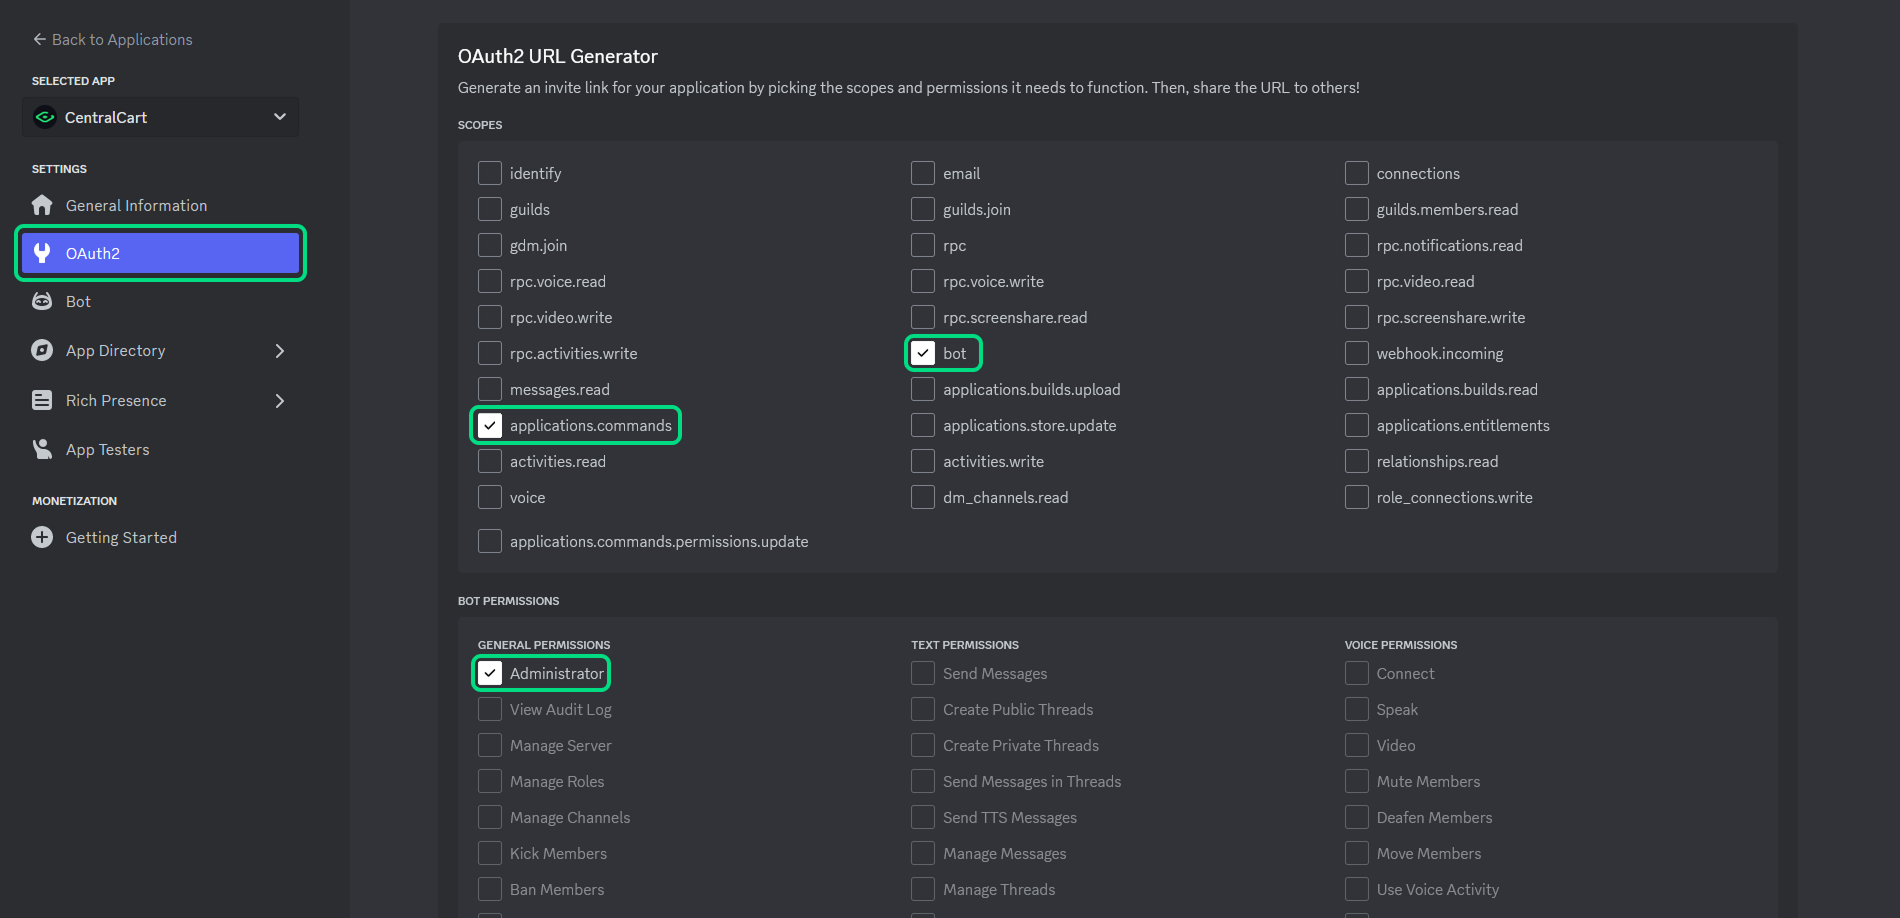 Back to Applications
SELECTED APP
CentralCart
SETTINGS
General Information
OAuth2
Bot
App Directory
Rich Presence
App Testers
MONETIZATION
Getting Started
OAuth2 URL Generator
Generate an invite link for your application by picking the scopes and permissions it needs to function. Then, share the URL to others!
SCOPES
identify email connections
guilds guilds.join guilds.members.read
gdm.join rpc rpc.notifications.read
rpc.voice.read rpc.voice.write rpc.video.read
rpc.video.write rpc.screenshare.read rpc.screenshare.write
rpc.activities.write bot webhook.incoming
messages.read applications.builds.upload applications.builds.read
applications.commands applications.store.update applications.entitlements
activities.read activities.write relationships.read
voice dm_channels.read role_connections.write
applications.commands.permissions.update
BOT PERMISSIONS
GENERAL PERMISSIONS
Administrator
View Audit Log
Manage Server
Manage Roles
Manage Channels
Kick Members
Ban Members
TEXT PERMISSIONS
Send Messages
Create Public Threads
Create Private Threads
Send Messages in Threads
Send TTS Messages
Manage Messages
Manage Threads
VOICE PERMISSIONS
Connect
Speak
Video
Mute Members
Deafen Members
Move Members
Use Voice Activity